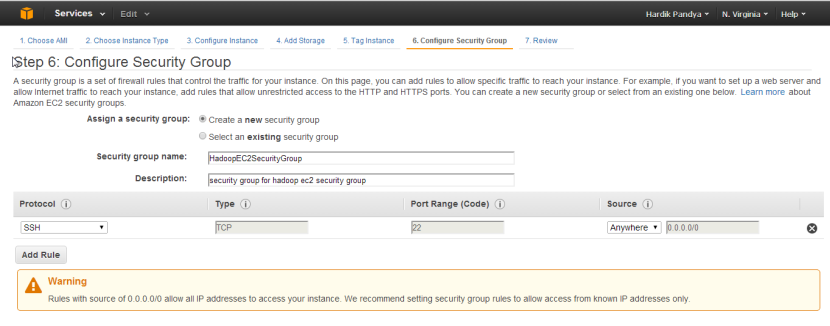 Services Edit Hardik Pandya N. Virginia Help
1. Choose AMI 2. Choose Instance Type 3. Configure Instance 4. Add Storage 5. Tag Instance 6. Configure Security Group 7. Review
Step 6: Configure Security Group
A security group is a set of firewall rules that control the traffic for your instance. On this page, you can add rules to allow specific traffic to reach your instance. For example, if you want to set up a web server and
allow Internet traffic to reach your instance, add rules that allow unrestricted access to the HTTP and HTTPS ports. You can create a new security group or select from an existing one below. Learn more about
Amazon EC2 security groups.
Assign a security group: Create a new security group
Select an existing security group
Security group name: HadoopEC2SecurityGroup
Description: security group for hadoop ec2 security group
Protocol i Type i Port Range (Code) i Source i
SSH TCP 22 Anywhere 0.0.0.0/0
Add Rule
Warning
Rules with source of 0.0.0.0/0 allow all IP addresses to access your instance. We recommend setting security group rules to allow access from known IP addresses only.